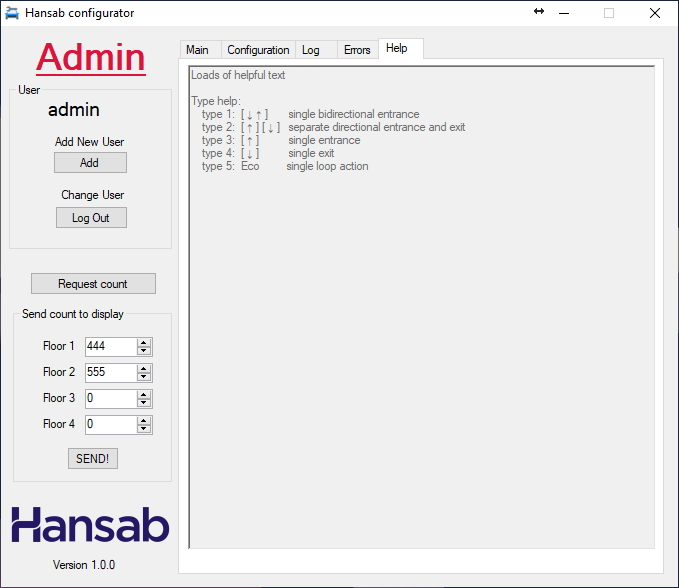 Hansab configurator
Admin
User
admin
Add New User
Add
Change User
Log Out
Request count
Send count to display
Floor 1 444
Floor 2 555
Floor 3 0
Floor 4 0
SEND!
Hansab
Version 1.0.0
Main Configuration Log Errors Help
Loads of helpful text
Type help:
type 1: [ ↓ ↑ ] single bidirectional entrance
type 2: [ ↑ ] [ ↓ ] separate directional entrance and exit
type 3: [ ↑ ] single entrance
type 4: [ ↓ ] single exit
type 5: Eco single loop action